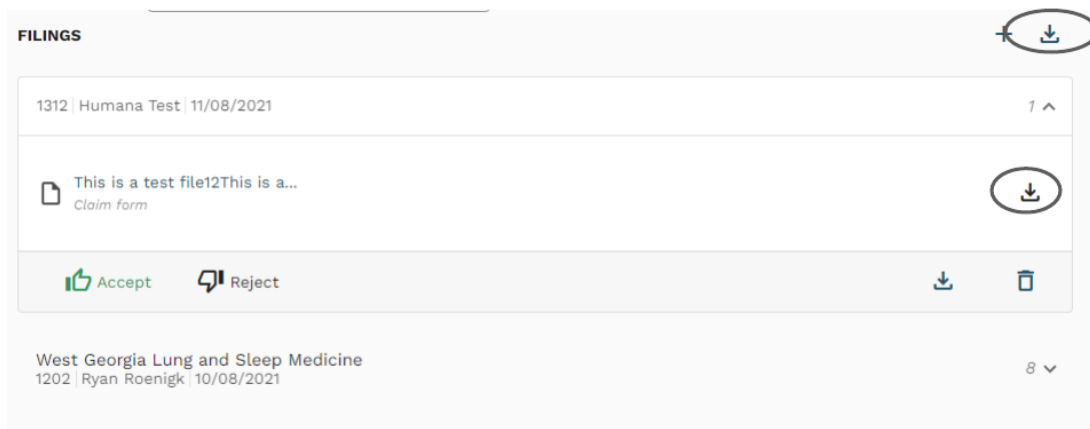 FILINGS
1312 | Humana Test | 11/08/2021 1
This is a test file12This is a...
Claim form
Accept Reject
West Georgia Lung and Sleep Medicine
1202 | Ryan Roenigk | 10/08/2021 8